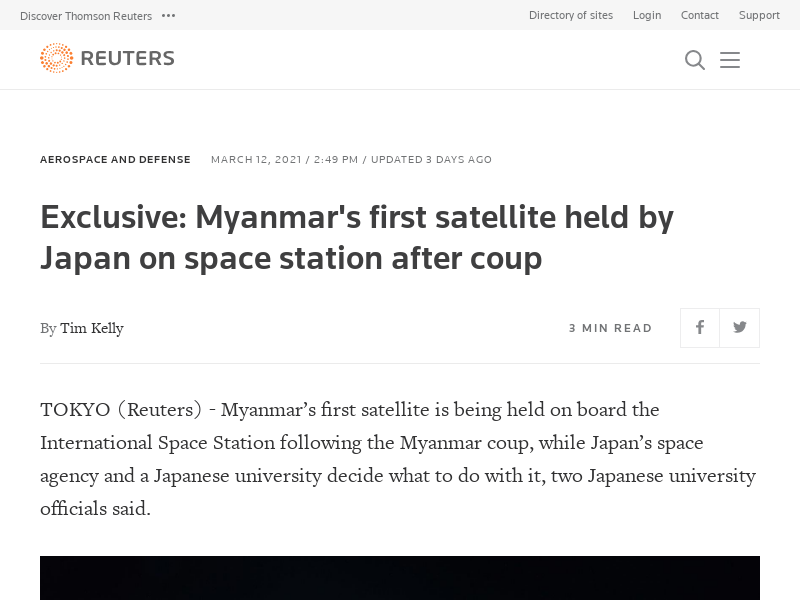 Discover Thomson Reuters
Directory of sites Login Contact Support
REUTERS
AEROSPACE AND DEFENSE MARCH 12, 2021 / 2:49 PM / UPDATED 3 DAYS AGO
Exclusive: Myanmar's first satellite held by
Japan on space station after coup
By Tim Kelly
3 MIN READ
TOKYO (Reuters) - Myanmar’s first satellite is being held on board the
International Space Station following the Myanmar coup, while Japan’s space
agency and a Japanese university decide what to do with it, two Japanese university
officials said.